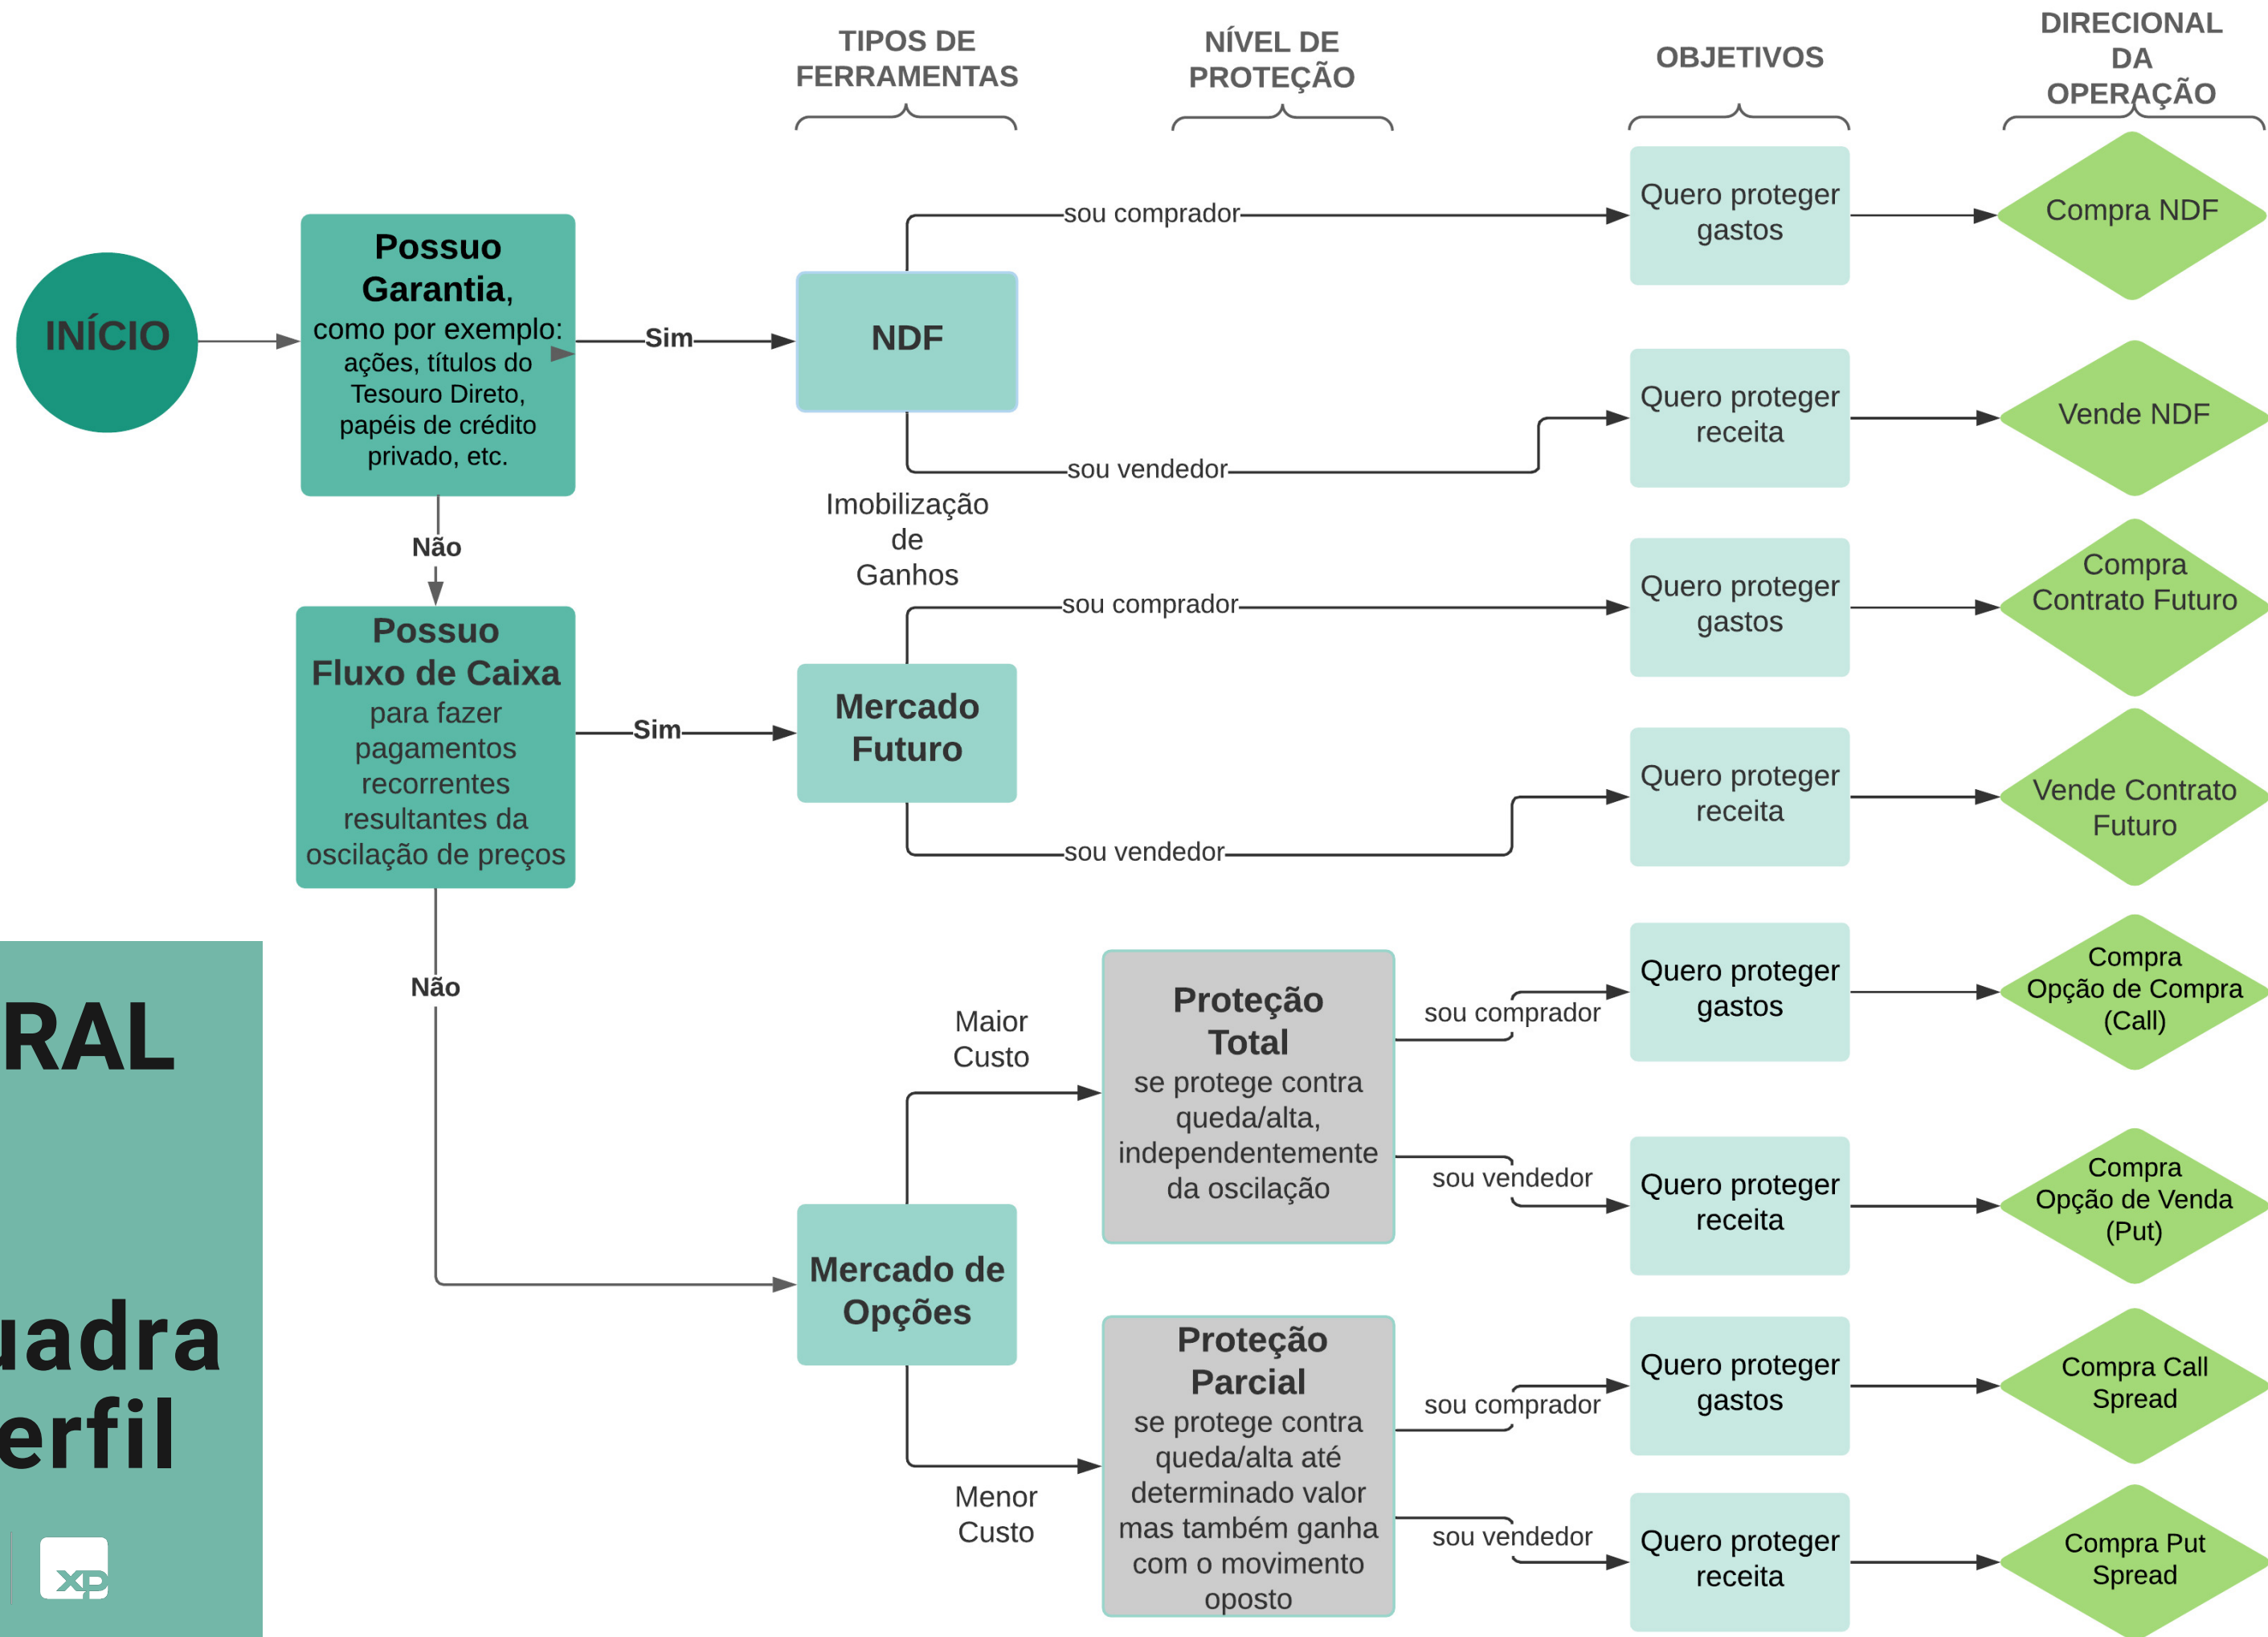 TIPOS DE
FERRAMENTAS
NÍVEL DE
PROTEÇÃO
OBJETIVOS
DIRECIONAL
DA
OPERAÇÃO
INÍCIO
Possuo
Garantia,
como por exemplo:
ações, títulos do
Tesouro Direto,
papéis de crédito
privado, etc.
Sim
NDF
sou comprador
Quero proteger
gastos
Compra NDF
sou vendedor
Quero proteger
receita
Vende NDF
Não
Imobilização
de
Ganhos
Possuo
Fluxo de Caixa
para fazer
pagamentos
recorrentes
resultantes da
oscilação de preços
Sim
Mercado
Futuro
sou comprador
Quero proteger
gastos
Compra
Contrato Futuro
sou vendedor
Quero proteger
receita
Vende Contrato
Futuro
Não
Mercado de
Opções
Maior
Custo
Proteção
Total
se protege contra
queda/alta,
independentemente
da oscilação
sou comprador
Quero proteger
gastos
Compra
Opção de Compra
(Call)
sou vendedor
Quero proteger
receita
Compra
Opção de Venda
(Put)
Menor
Custo
Proteção
Parcial
se protege contra
queda/alta até
determinado valor
mas também ganha
com o movimento
oposto
sou comprador
Quero proteger
gastos
Compra Call
Spread
sou vendedor
Quero proteger
receita
Compra Put
Spread
RAL
uadra
erfil
XP